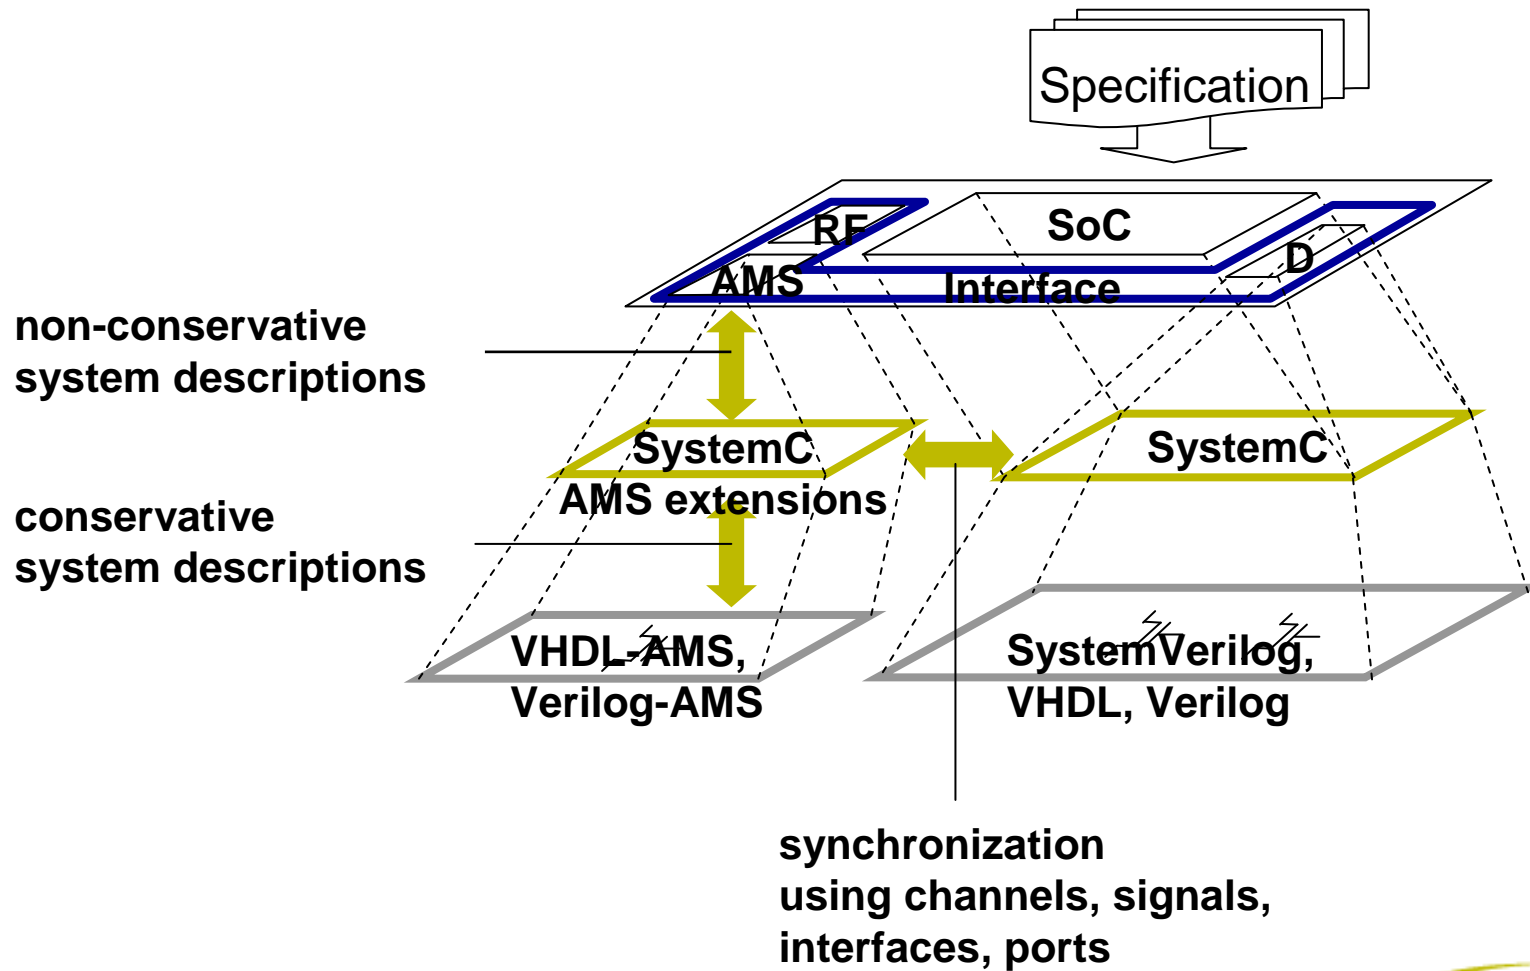 Specification
RF
SoC
D
AMS
Interface
non-conservative
system descriptions
SystemC
AMS extensions
SystemC
conservative
system descriptions
VHDL-AMS,
Verilog-AMS
SystemVerilog,
VHDL, Verilog
synchronization
using channels, signals,
interfaces, ports